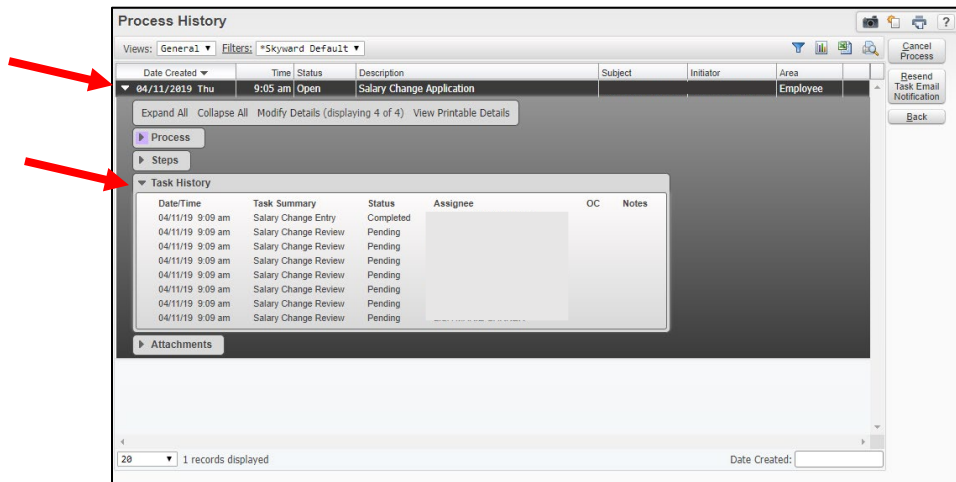 Process History
?
Views: General Filters: *Skyward Default
Cancel Process
Date Created Time Status Description Subject Initiator Area
Resend Task Email Notification
04/11/2019 Thu 9:05 am Open Salary Change Application Employee
Back
Expand All Collapse All Modify Details (displaying 4 of 4) View Printable Details
Process
Steps
Task History
Date/Time Task Summary Status Assignee OC Notes
04/11/19 9:09 am Salary Change Entry Completed
04/11/19 9:09 am Salary Change Review Pending
04/11/19 9:09 am Salary Change Review Pending
04/11/19 9:09 am Salary Change Review Pending
04/11/19 9:09 am Salary Change Review Pending
04/11/19 9:09 am Salary Change Review Pending
04/11/19 9:09 am Salary Change Review Pending
04/11/19 9:09 am Salary Change Review Pending
Attachments
20 1 records displayed Date Created: